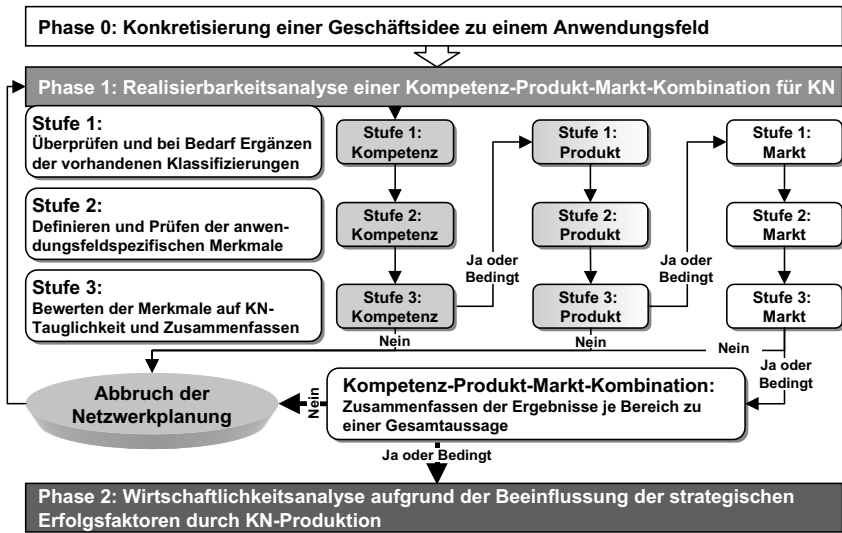 Phase 0: Konkretisierung einer Geschäftsidee zu einem Anwendungsfeld
Phase 1: Realisierbarkeitsanalyse einer Kompetenz-Produkt-Markt-Kombination für KN
Stufe 1:
Überprüfen und bei Bedarf Ergänzen
der vorhandenen Klassifizierungen
Stufe 2:
Definieren und Prüfen der anwen-
dungsfeldspezifischen Merkmale
Stufe 3:
Bewerten der Merkmale auf KN-
Tauglichkeit und Zusammenfassen
Stufe 1:
Kompetenz
Stufe 2:
Kompetenz
Stufe 3:
Kompetenz
Ja oder
Bedingt
Nein
Stufe 1:
Produkt
Stufe 2:
Produkt
Stufe 3:
Produkt
Ja oder
Bedingt
Nein
Stufe 1:
Markt
Stufe 2:
Markt
Stufe 3:
Markt
Nein
Ja oder
Bedingt
Abbruch der
Netzwerkplanung
Nein
Kompetenz-Produkt-Markt-Kombination:
Zusammenfassen der Ergebnisse je Bereich zu
einer Gesamtaussage
Ja oder Bedingt
Phase 2: Wirtschaftlichkeitsanalyse aufgrund der Beeinflussung der strategischen
Erfolgsfaktoren durch KN-Produktion